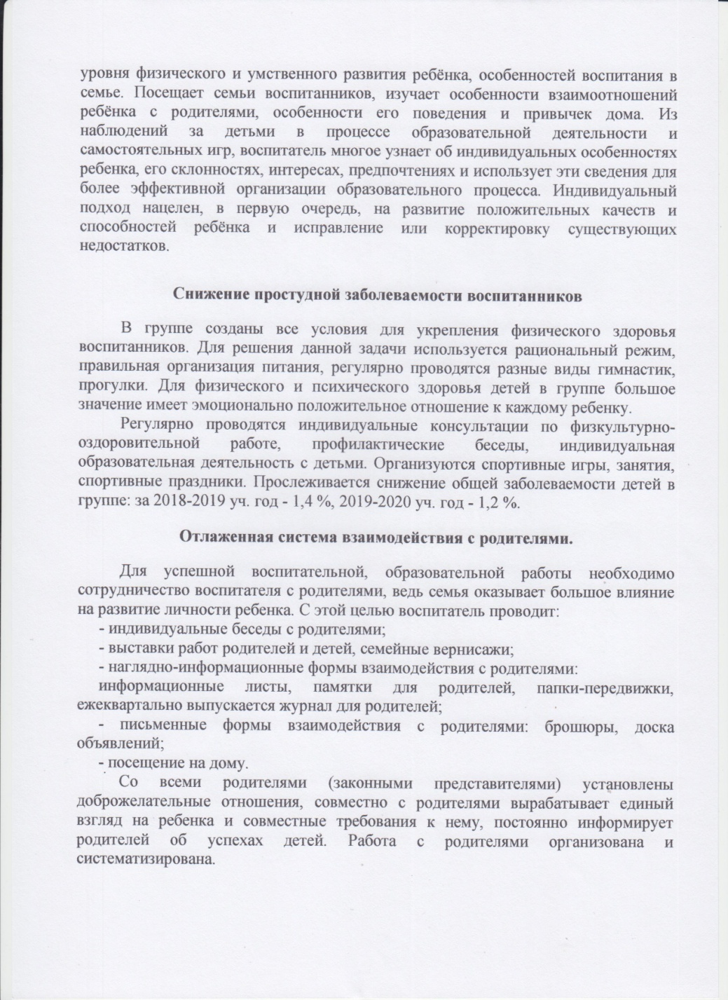 уровня физического и умственного развития ребёнка, особенностей воспитания в
семье. Посещает семьи воспитанников, изучает особенности взаимоотношений
ребёнка с родителями, особенности его поведения и привычек дома. Из
наблюдений за детьми в процессе образовательной деятельности и
самостоятельных игр, воспитатель многое узнает об индивидуальных особенностях
ребенка, его склонностях, интересах, предпочтениях и использует эти сведения для
более эффективной организации образовательного процесса. Индивидуальный
подход нацелен, в первую очередь, на развитие положительных качеств и
способностей ребёнка и исправление или корректировку существующих
недостатков.
Снижение простудной заболеваемости воспитанников
В группе созданы все условия для укрепления физического здоровья
воспитанников. Для решения данной задачи используется рациональный режим,
правильная организация питания, регулярно проводятся разные виды гимнастик,
прогулки. Для физического и психического здоровья детей в группе большое
значение имеет эмоционально положительное отношение к каждому ребенку.
Регулярно проводятся индивидуальные консультации по физкультурно-
оздоровительной работе, профилактические беседы, индивидуальная
образовательная деятельность с детьми. Организуются спортивные игры, занятия,
спортивные праздники. Прослеживается снижение общей заболеваемости детей в
группе: за 2018-2019 уч. год - 1,4 %, 2019-2020 уч. год - 1,2 %.
Отлаженная система взаимодействия с родителями.
Для успешной воспитательной, образовательной работы необходимо
сотрудничество воспитателя с родителями, ведь семья оказывает большое влияние
на развитие личности ребенка. С этой целью воспитатель проводит:
- индивидуальные беседы с родителями;
- выставки работ родителей и детей, семейные вернисажи;
- наглядно-информационные формы взаимодействия с родителями:
информационные листы, памятки для родителей, папки-передвижки,
ежеквартально выпускается журнал для родителей;
- письменные формы взаимодействия с родителями: брошюры, доска
объявлений;
- посещение на дому.
Со всеми родителями (законными представителями) установлены
доброжелательные отношения, совместно с родителями вырабатывает единый
взгляд на ребенка и совместные требования к нему, постоянно информирует
родителей об успехах детей. Работа с родителями организована и
систематизирована.